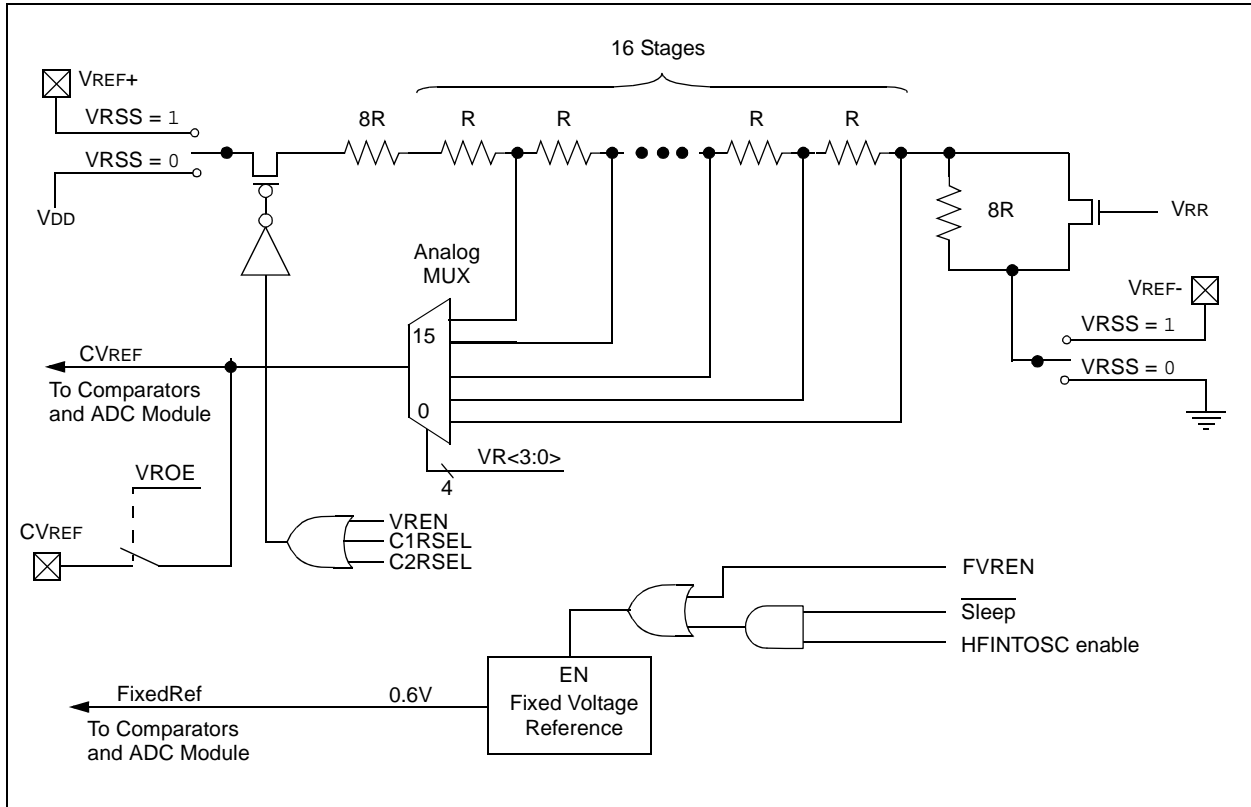 16 Stages
VREF+
VRSS = 1
VRSS = 0
VDD
8R
R
R
R
R
8R
VRR
VREF-
VRSS = 1
VRSS = 0
Analog
MUX
15
0
VR<3:0>
4
CVREF
To Comparators
and ADC Module
VROE
CVREF
VREN
C1RSEL
C2RSEL
FVREN
Sleep
HFINTOSC enable
EN
Fixed Voltage
Reference
FixedRef
0.6V
To Comparators
and ADC Module